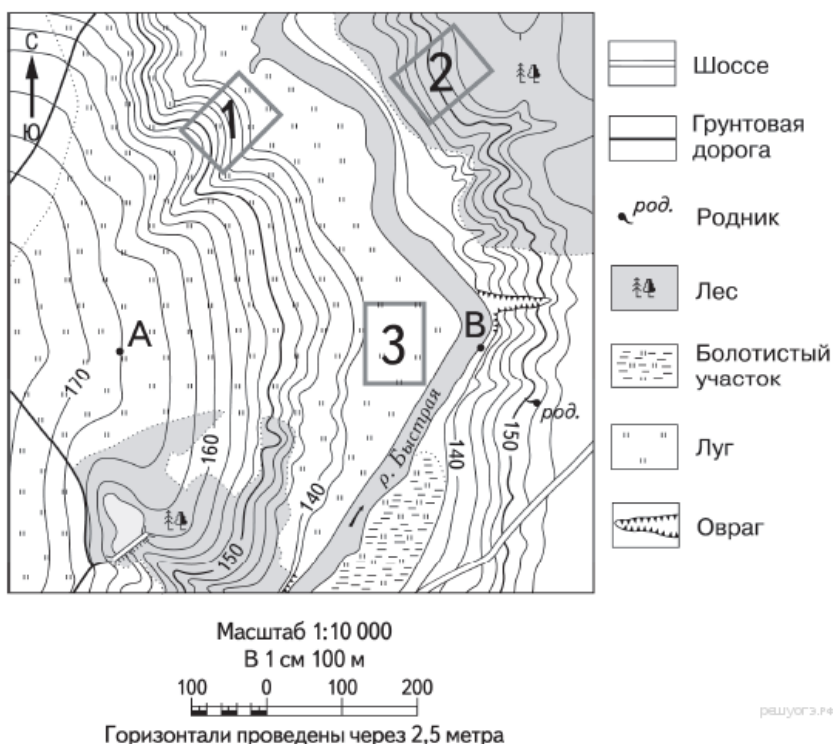 С
Ю
1
2
3
А
В
170
160
150
140
140
150
р. Быстрая
род.
Шоссе
Грунтовая
дорога
род.
Родник
Лес
Болотистый
участок
Луг
Овраг
Масштаб 1:10 000
В 1 см 100 м
100 0 100 200
Горизонтали проведены через 2,5 метра
решуогэ.рф